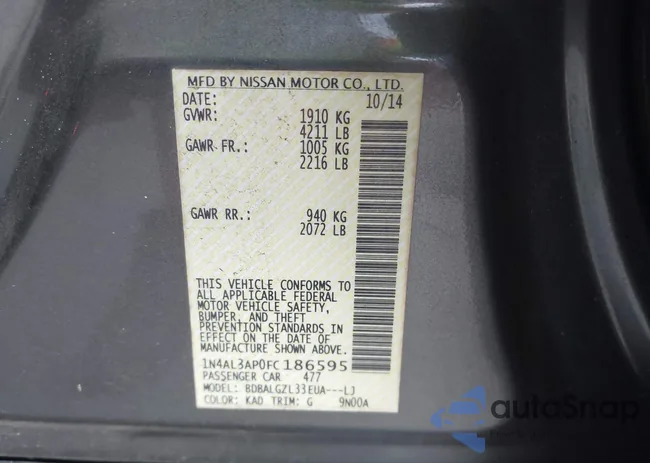 MFD BY NISSAN MOTOR CO., LTD.
DATE: 10/14
GVWR: 1910 KG
4211 LB
GAWR FR.: 1005 KG
2216 LB
GAWR RR.: 940 KG
2072 LB
THIS VEHICLE CONFORMS TO
ALL APPLICABLE FEDERAL
MOTOR VEHICLE SAFETY,
BUMPER, AND THEFT
PREVENTION STANDARDS IN
EFFECT ON THE DATE OF
MANUFACTURE SHOWN ABOVE.
1N4AL3AP0FC186595
PASSENGER CAR 477
MODEL: BDBALGZL33EUA---LJ
COLOR: KAD TRIM: G 9N00A
autoSnap